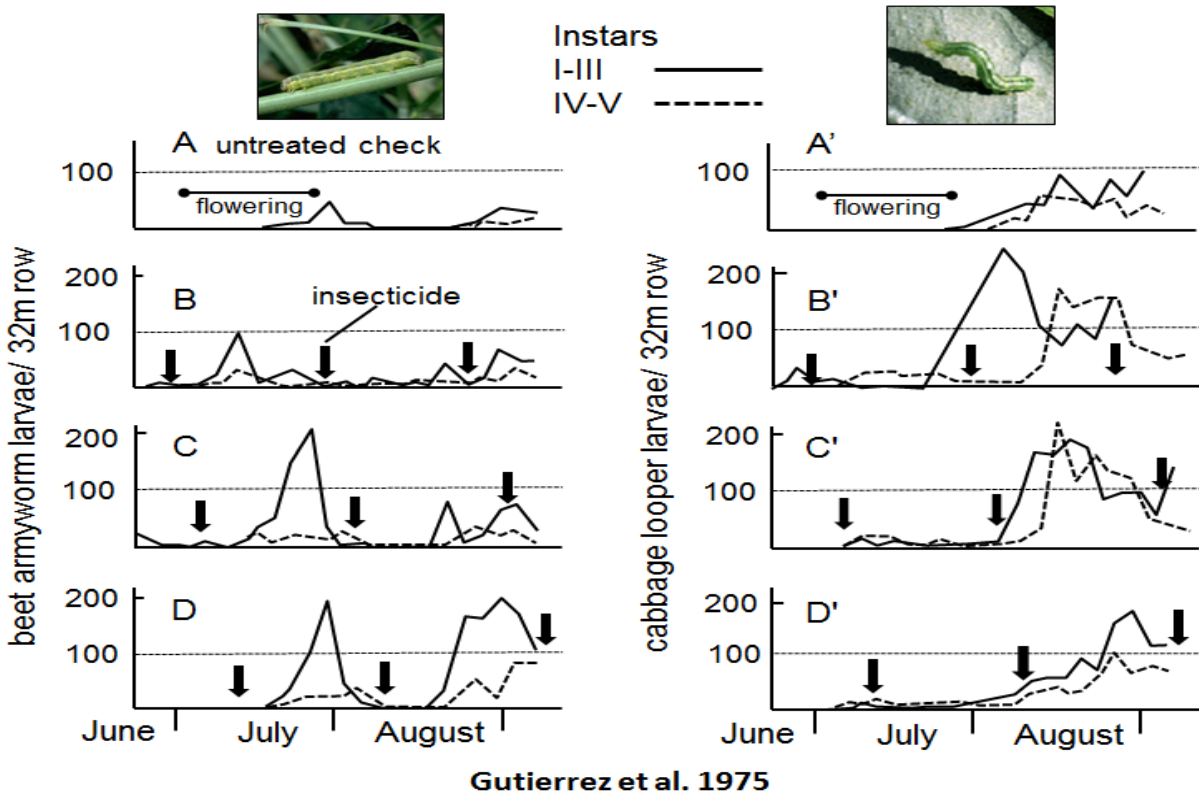 Instars
I-III
IV-V
A untreated check
100
flowering
A'
100
flowering
beet armyworm larvae/ 32m row
B
insecticide
200
100
C
200
100
D
200
100
June July August
cabbage looper larvae/ 32m row
B'
200
100
C'
200
100
D'
200
100
June July August
Gutierrez et al. 1975